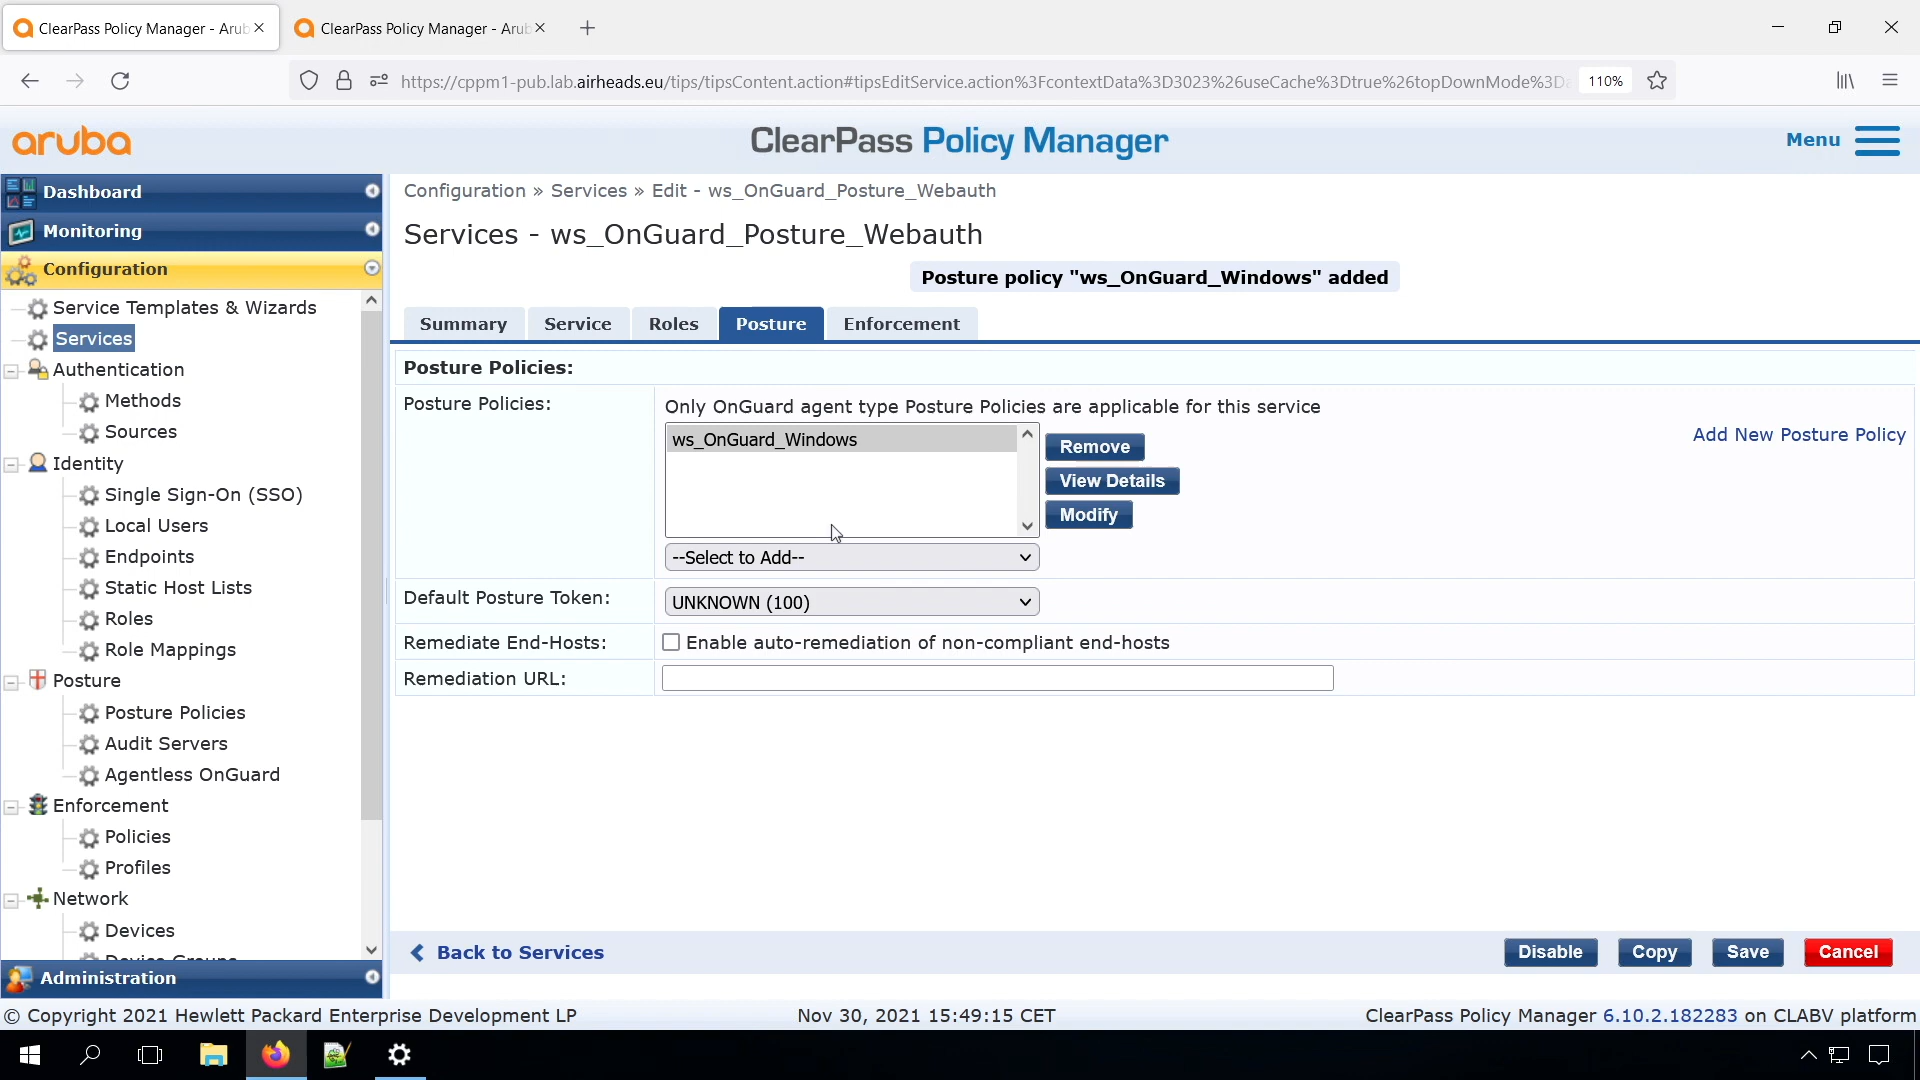 ClearPass Policy Manager - Arub
ClearPass Policy Manager - Arub
https://cppm1-pub.lab.airheads.eu/tips/tipsContent.action#tipsEditService.action%3FcontextData%3D3023%26useCache%3Dtrue%26topDownMode%3D
110%
aruba
ClearPass Policy Manager
Menu
Dashboard
Monitoring
Configuration
Service Templates & Wizards
Services
Authentication
Methods
Sources
Identity
Single Sign-On (SSO)
Local Users
Endpoints
Static Host Lists
Roles
Role Mappings
Posture
Posture Policies
Audit Servers
Agentless OnGuard
Enforcement
Policies
Profiles
Network
Devices
Device Groups
Administration
Configuration » Services » Edit - ws_OnGuard_Posture_Webauth
Services - ws_OnGuard_Posture_Webauth
Posture policy "ws_OnGuard_Windows" added
Summary Service Roles Posture Enforcement
Posture Policies:
Posture Policies:
Only OnGuard agent type Posture Policies are applicable for this service
ws_OnGuard_Windows
Remove
View Details
Modify
Add New Posture Policy
--Select to Add--
Default Posture Token: UNKNOWN (100)
Remediate End-Hosts: Enable auto-remediation of non-compliant end-hosts
Remediation URL:
Back to Services
Disable Copy Save Cancel
© Copyright 2021 Hewlett Packard Enterprise Development LP
Nov 30, 2021 15:49:15 CET
ClearPass Policy Manager 6.10.2.182283 on CLABV platform